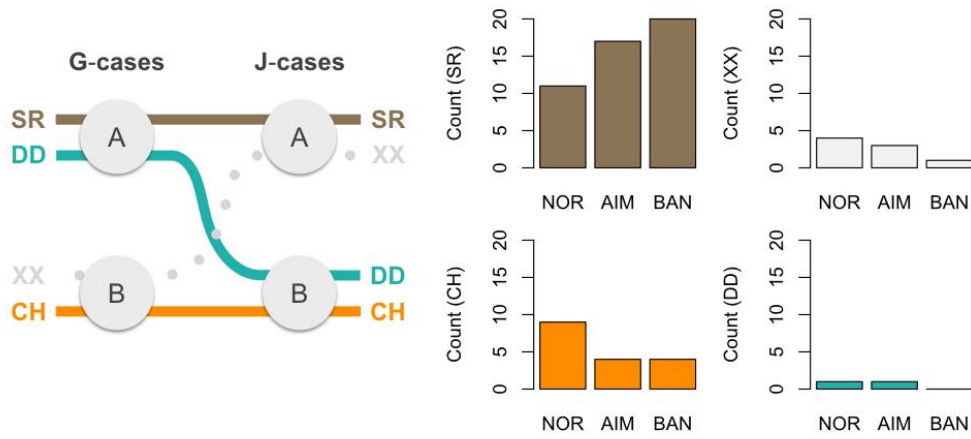 G-cases J-cases
SR A A SR
DD XX
XX B B DD
CH CH
Count (SR)
0 5 10 15 20
NOR AIM BAN
Count (XX)
0 5 10 15 20
NOR AIM BAN
Count (CH)
0 5 10 15 20
NOR AIM BAN
Count (DD)
0 5 10 15 20
NOR AIM BAN